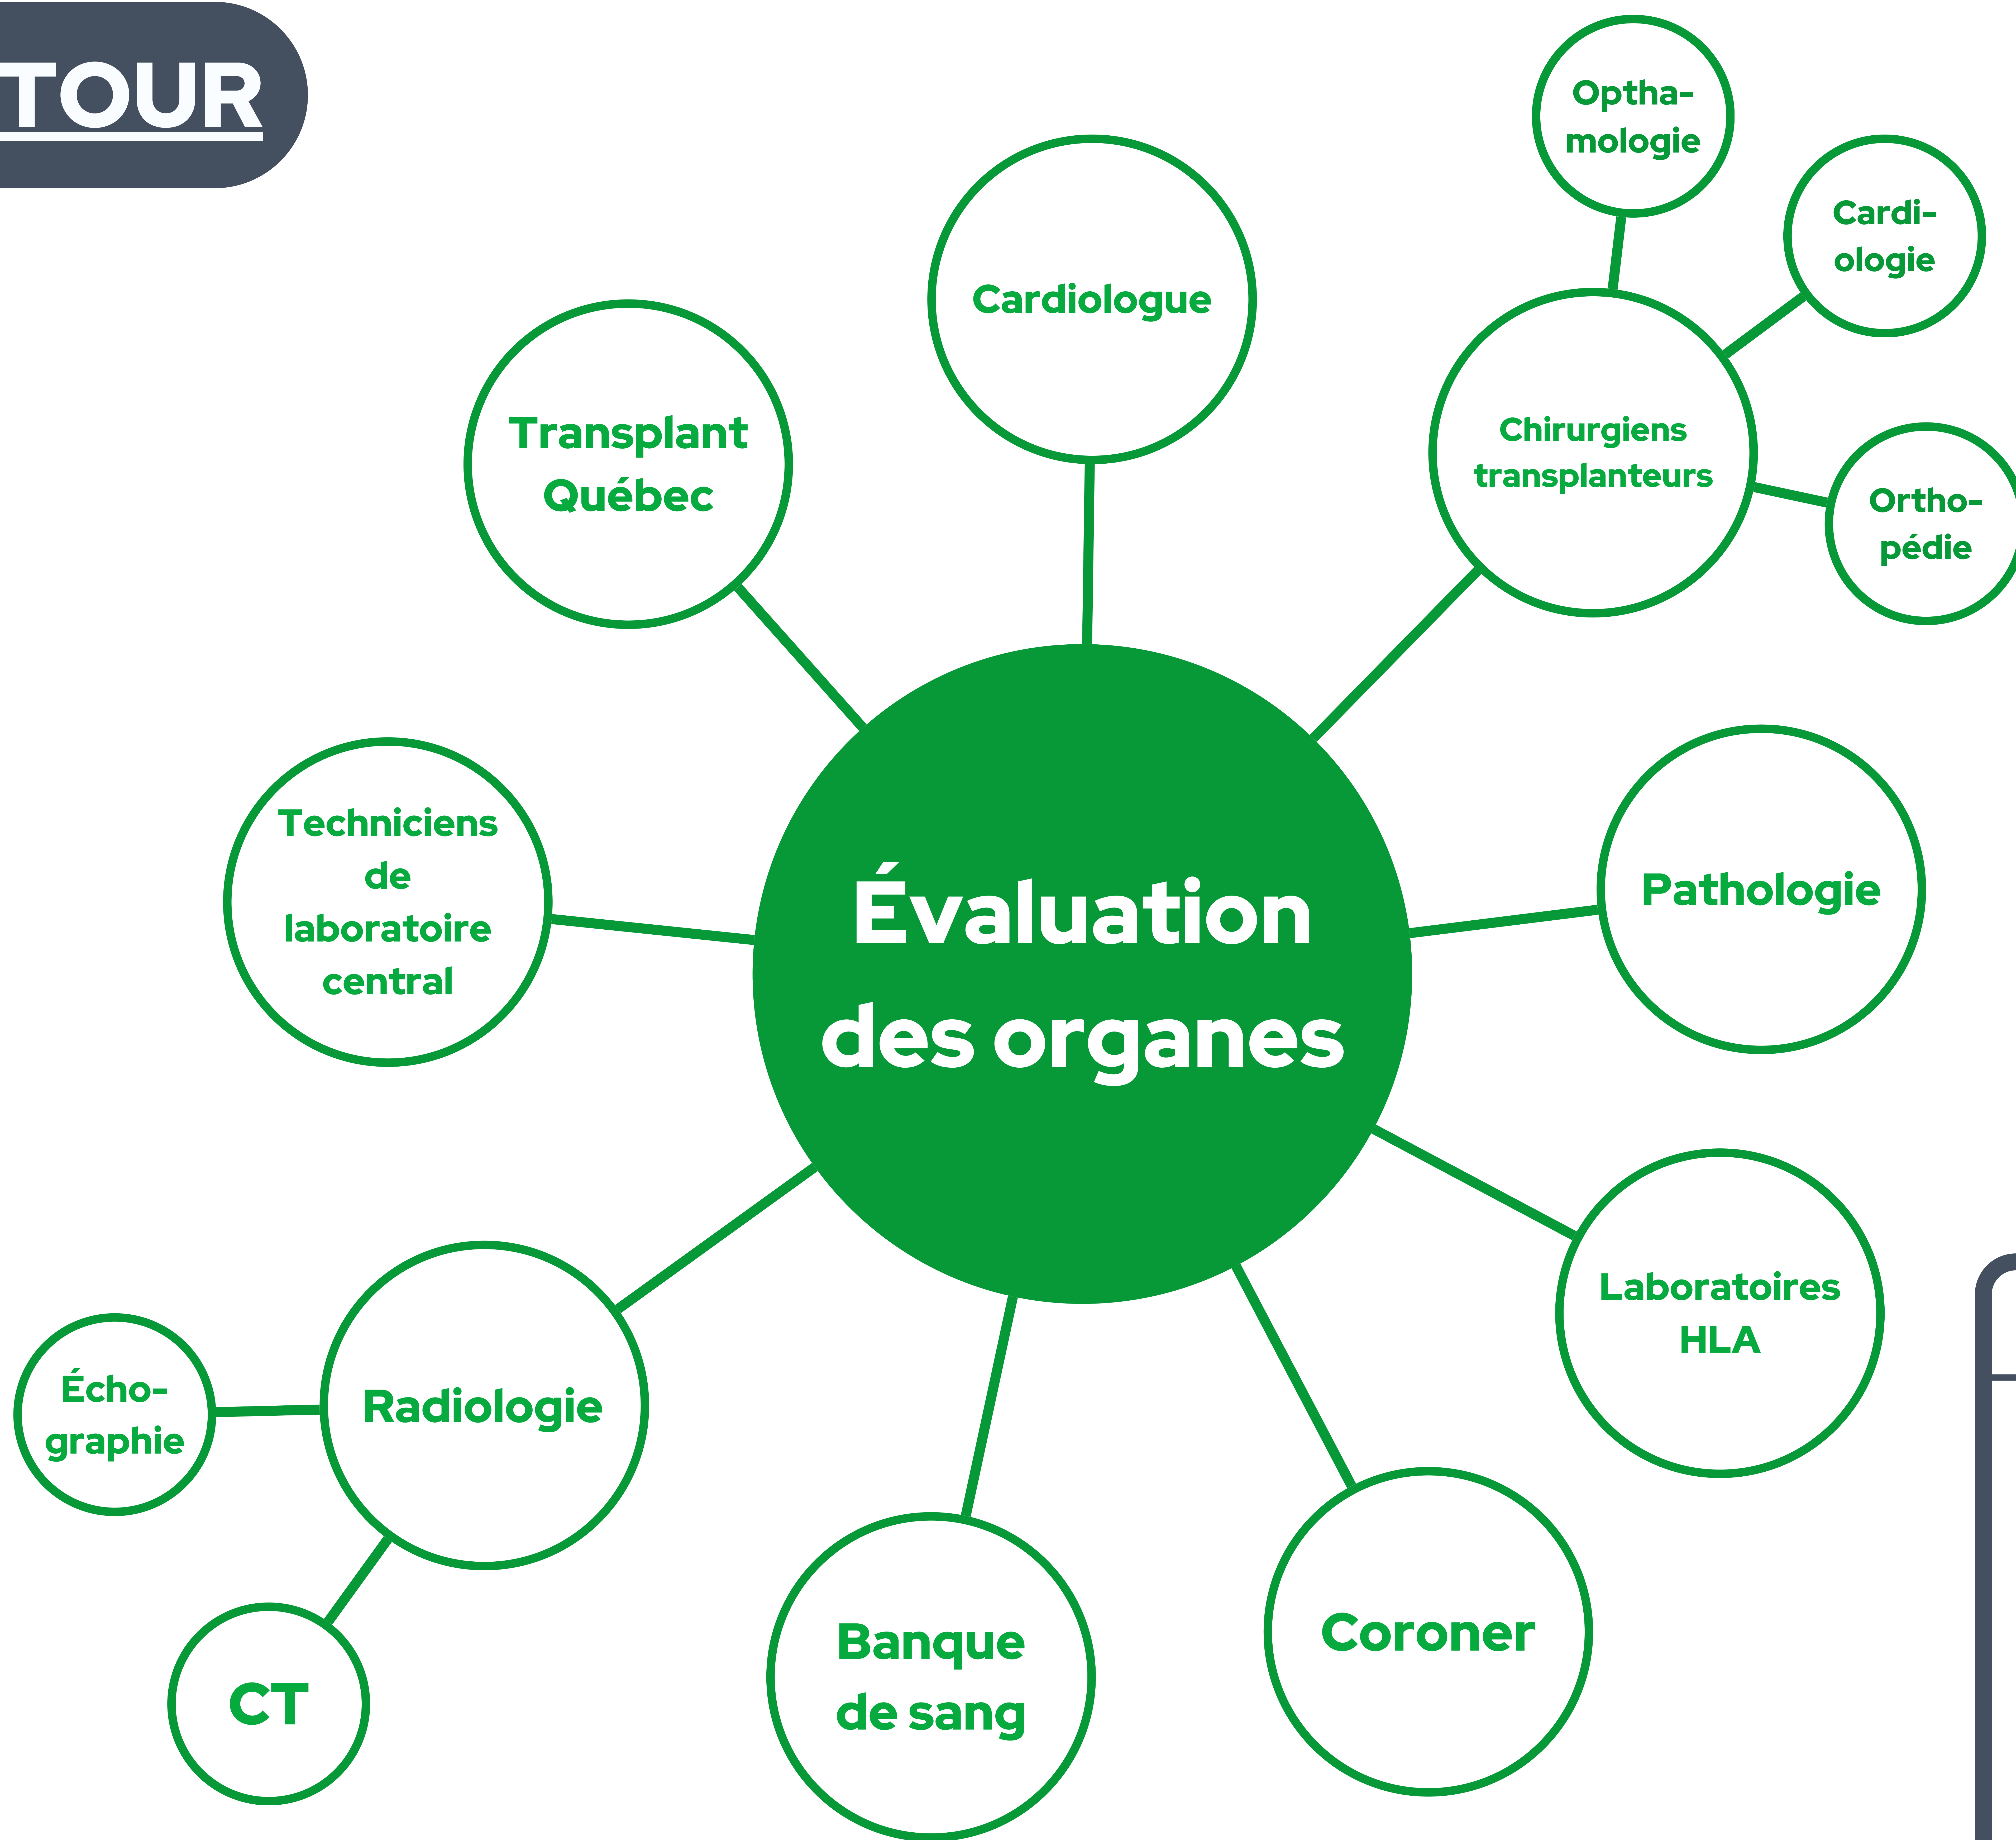 TOUR
Optha-
mologie
Cardi-
ologie
Cardiologue
Transplant
Québec
Chirurgiens
transplanteurs
Ortho-
pédie
Techniciens
de
laboratoire
central
Évaluation
des organes
Pathologie
Laboratoires
HLA
Écho-
graphie
Radiologie
CT
Banque
de sang
Coroner